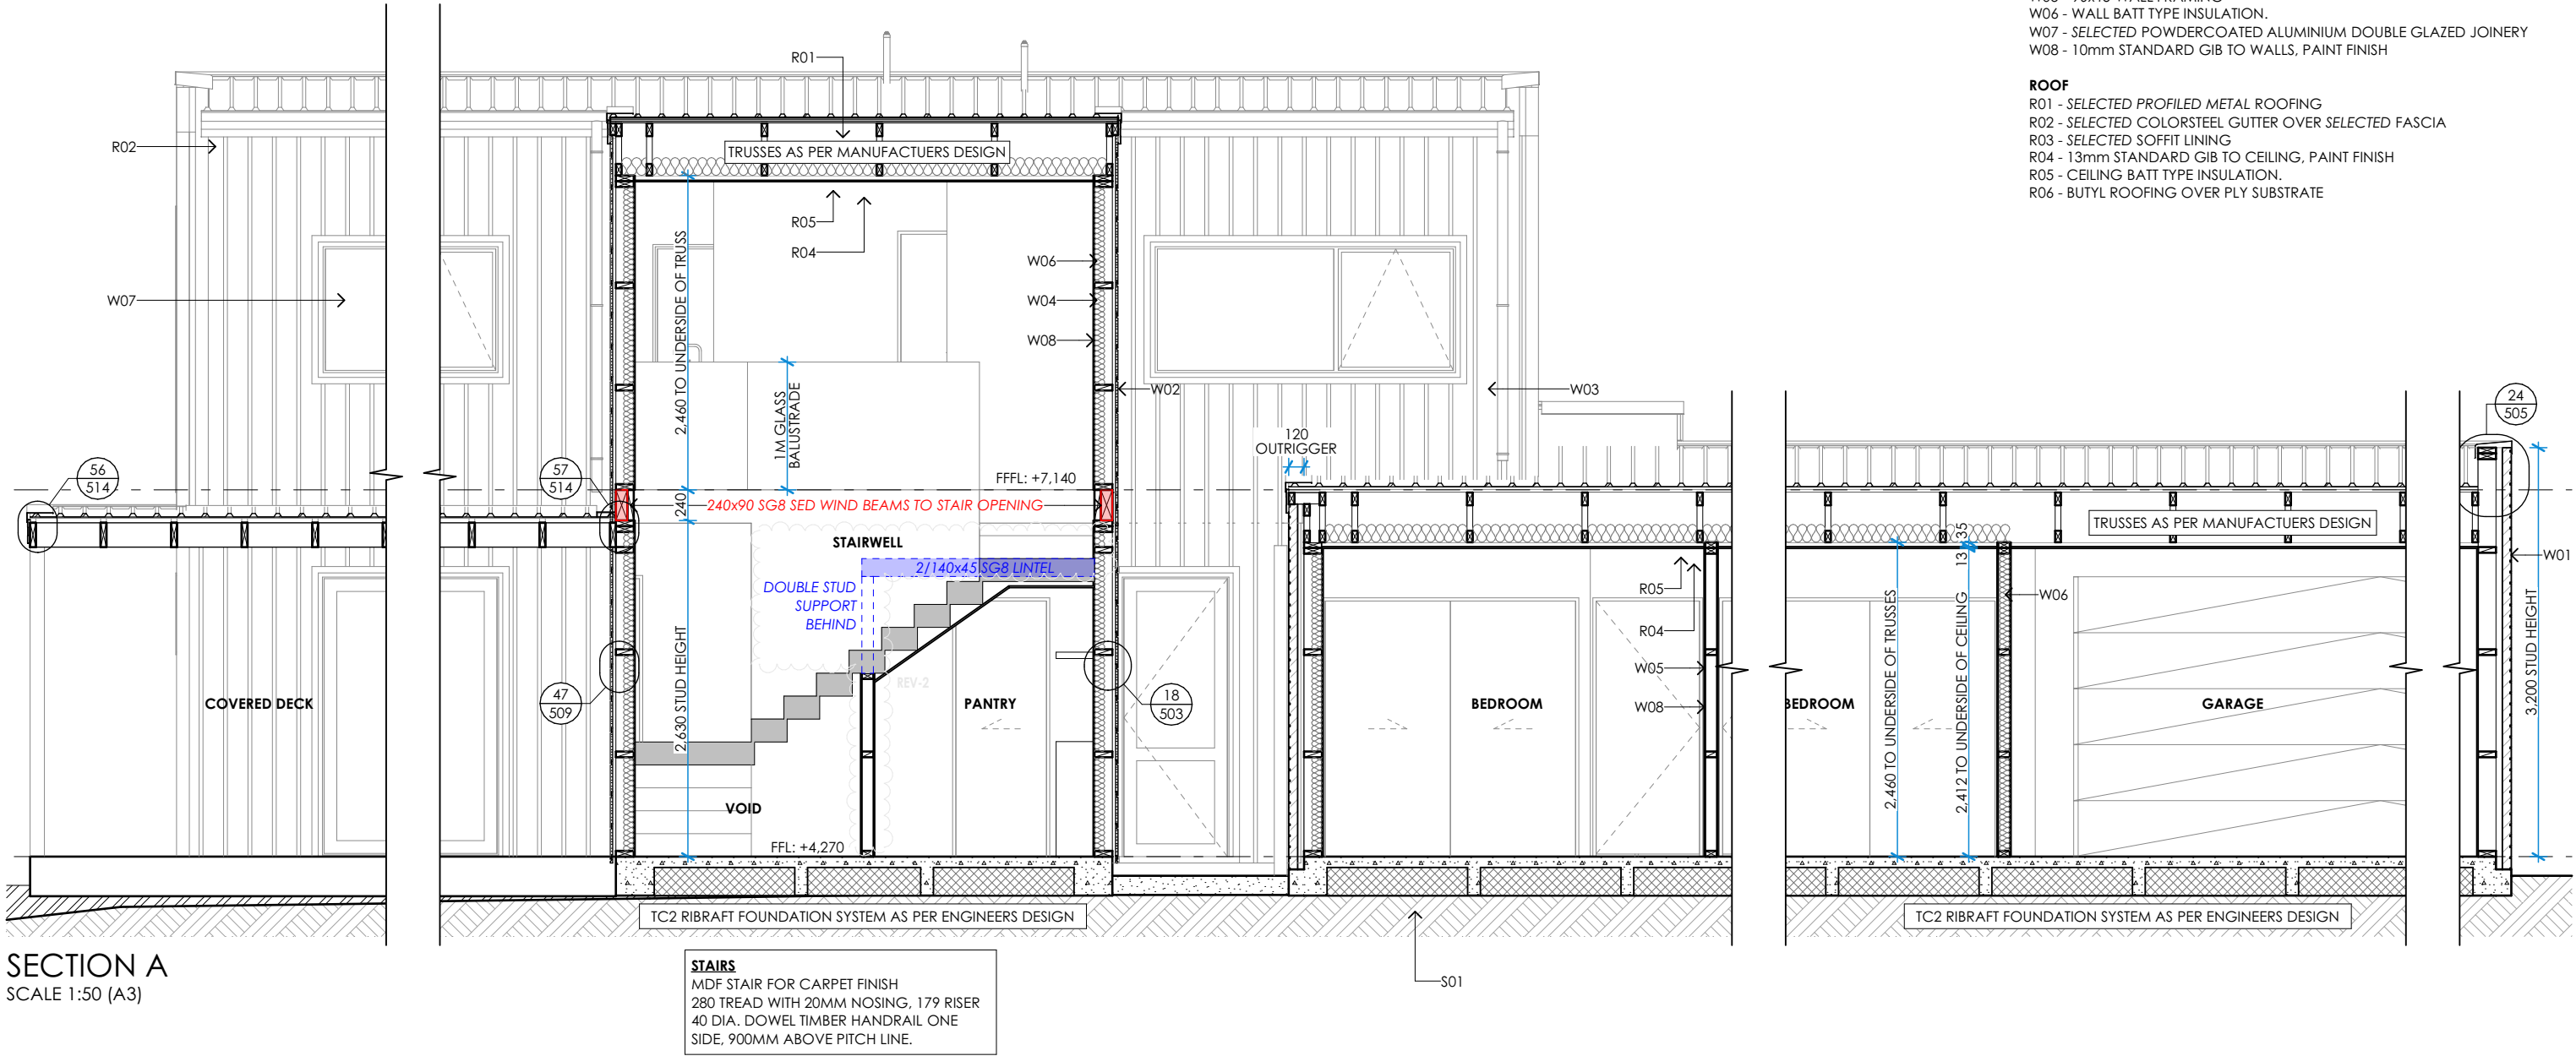 W06 - WALL BATT TYPE INSULATION.
W07 - SELECTED POWDERCOATED ALUMINIUM DOUBLE GLAZED JOINERY
W08 - 10mm STANDARD GIB TO WALLS, PAINT FINISH
ROOF
R01 - SELECTED PROFILED METAL ROOFING
R02 - SELECTED COLORSTEEL GUTTER OVER SELECTED FASCIA
R03 - SELECTED SOFFIT LINING
R04 - 13mm STANDARD GIB TO CEILING, PAINT FINISH
R05 - CEILING BATT TYPE INSULATION.
R06 - BUTYL ROOFING OVER PLY SUBSTRATE
R01
R02
TRUSSES AS PER MANUFACTUERS DESIGN
R05
R04
W07
W06
W04
W08
2,460 TO UNDERSIDE OF TRUSS
1M GLASS
BALUSTRADE
W02
W03
24
505
120
OUTRIGGER
56
514
57
514
FFFL: +7,140
240
240x90 SG8 SED WIND BEAMS TO STAIR OPENING
TRUSSES AS PER MANUFACTUERS DESIGN
STAIRWELL
2/140x45 SG8 LINTEL
DOUBLE STUD
SUPPORT
BEHIND
35
13
W01
R05
W06
R04
2,630 STUD HEIGHT
W05
2,460 TO UNDERSIDE OF TRUSSES
2,412 TO UNDERSIDE OF CEILING
3,200 STUD HEIGHT
REV-2
47
509
18
503
COVERED DECK
PANTRY
BEDROOM
W08
BEDROOM
GARAGE
VOID
FFL: +4,270
TC2 RIBRAFT FOUNDATION SYSTEM AS PER ENGINEERS DESIGN
TC2 RIBRAFT FOUNDATION SYSTEM AS PER ENGINEERS DESIGN
SECTION A
SCALE 1:50 (A3)
STAIRS
MDF STAIR FOR CARPET FINISH
280 TREAD WITH 20MM NOSING, 179 RISER
40 DIA. DOWEL TIMBER HANDRAIL ONE
SIDE, 900MM ABOVE PITCH LINE.
S01